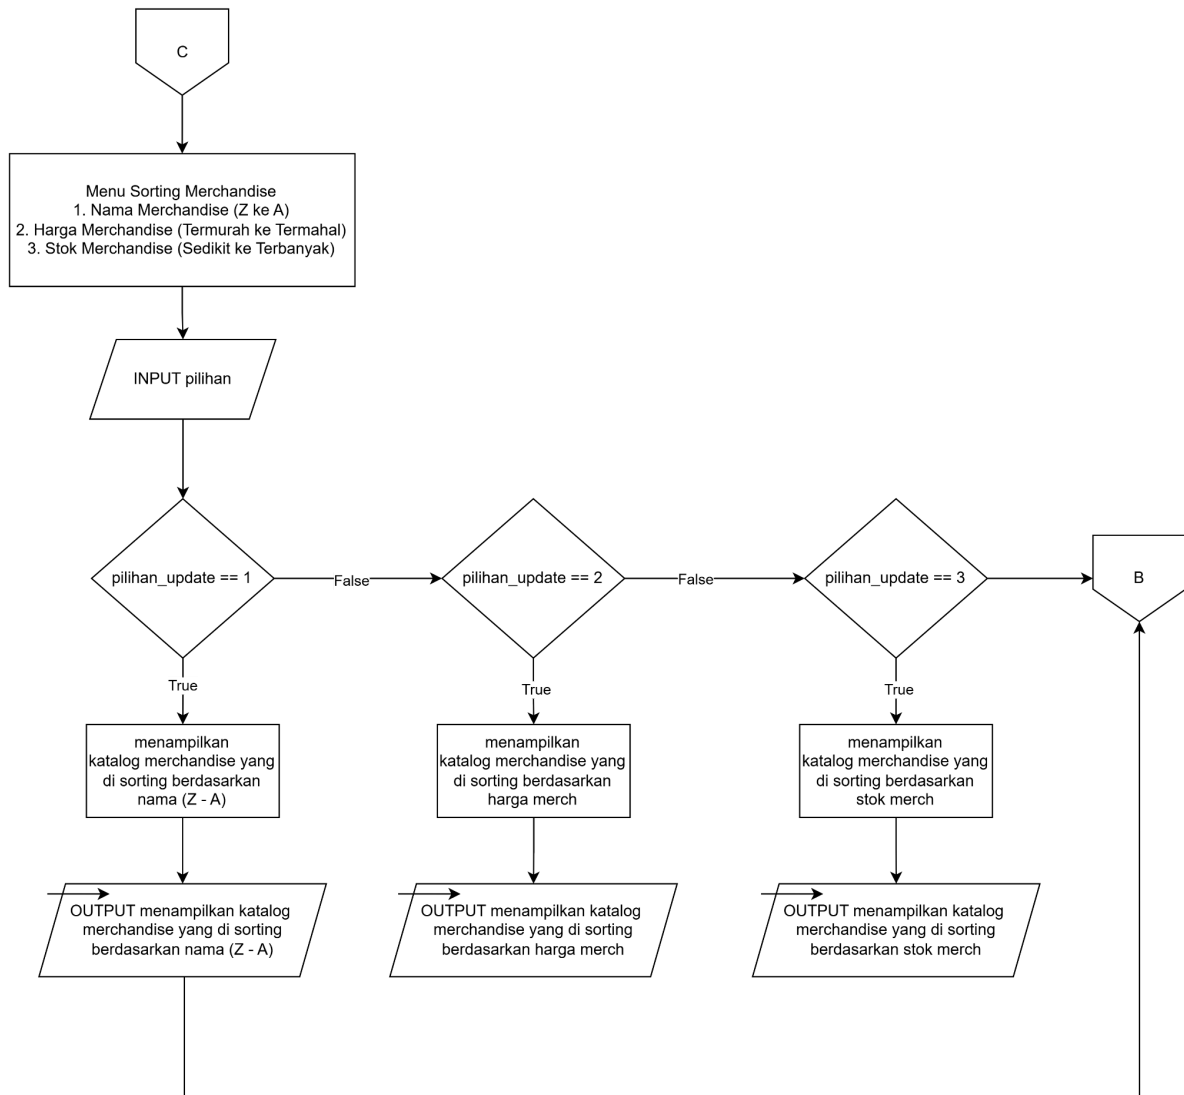 C
Menu Sorting Merchandise
1. Nama Merchandise (Z ke A)
2. Harga Merchandise (Termurah ke Termahal)
3. Stok Merchandise (Sedikit ke Terbanyak)
INPUT pilihan
pilihan_update == 1
False
pilihan_update == 2
False
pilihan_update == 3
B
True
True
True
menampilkan
katalog merchandise yang
di sorting berdasarkan
nama (Z - A)
menampilkan
katalog merchandise yang
di sorting berdasarkan
harga merch
menampilkan
katalog merchandise yang
di sorting berdasarkan
stok merch
OUTPUT menampilkan katalog
merchandise yang di sorting
berdasarkan nama (Z - A)
OUTPUT menampilkan katalog
merchandise yang di sorting
berdasarkan harga merch
OUTPUT menampilkan katalog
merchandise yang di sorting
berdasarkan stok merch